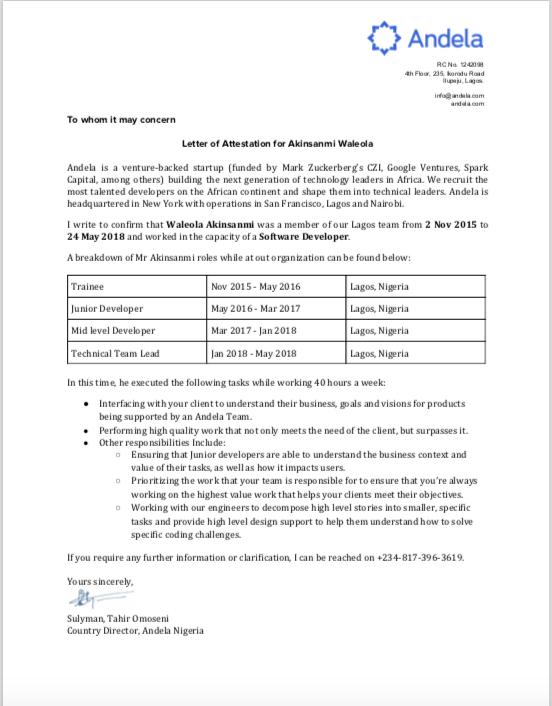 Andela
RC No. 1242098
4th Floor, 235, Ikorodu Road
Ilupeju, Lagos.
info@andela.com
andela.com
To whom it may concern
Letter of Attestation for Akinsanmi Waleola
Andela is a venture-backed startup (funded by Mark Zuckerberg's CZI, Google Ventures, Spark
Capital, among others) building the next generation of technology leaders in Africa. We recruit the
most talented developers on the African continent and shape them into technical leaders. Andela is
headquartered in New York with operations in San Francisco, Lagos and Nairobi.
I write to confirm that Waleola Akinsanmi was a member of our Lagos team from 2 Nov 2015 to
24 May 2018 and worked in the capacity of a Software Developer.
A breakdown of Mr Akinsanmi roles while at out organization can be found below:
Trainee Nov 2015 - May 2016 Lagos, Nigeria
Junior Developer May 2016 - Mar 2017 Lagos, Nigeria
Mid level Developer Mar 2017 - Jan 2018 Lagos, Nigeria
Technical Team Lead Jan 2018 - May 2018 Lagos, Nigeria
In this time, he executed the following tasks while working 40 hours a week:
● Interfacing with your client to understand their business, goals and visions for products
being supported by an Andela Team.
● Performing high quality work that not only meets the need of the client, but surpasses it.
● Other responsibilities Include:
○ Ensuring that Junior developers are able to understand the business context and
value of their tasks, as well as how it impacts users.
○ Prioritizing the work that your team is responsible for to ensure that you're always
working on the highest value work that helps your clients meet their objectives.
○ Working with our engineers to decompose high level stories into smaller, specific
tasks and provide high level design support to help them understand how to solve
specific coding challenges.
If you require any further information or clarification, I can be reached on +234-817-396-3619.
Yours sincerely,
Sulyman, Tahir Omoseni
Country Director, Andela Nigeria